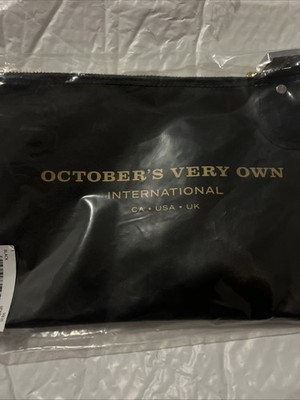 OCTOBER'S VERY OWN
INTERNATIONAL
CA • USA • UK